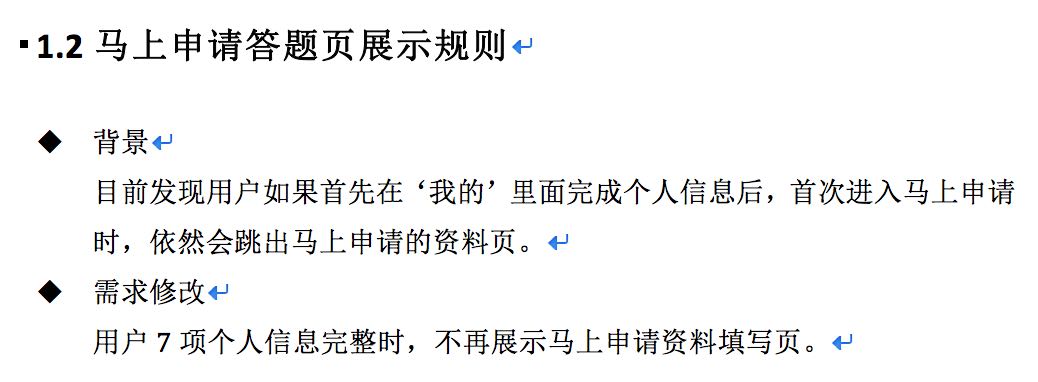 1.2 马上申请答题页展示规则
背景
目前发现用户如果首先在‘我的’里面完成个人信息后，首次进入马上申请
时，依然会跳出马上申请的资料页。
需求修改
用户 7 项个人信息完整时，不再展示马上申请资料填写页。